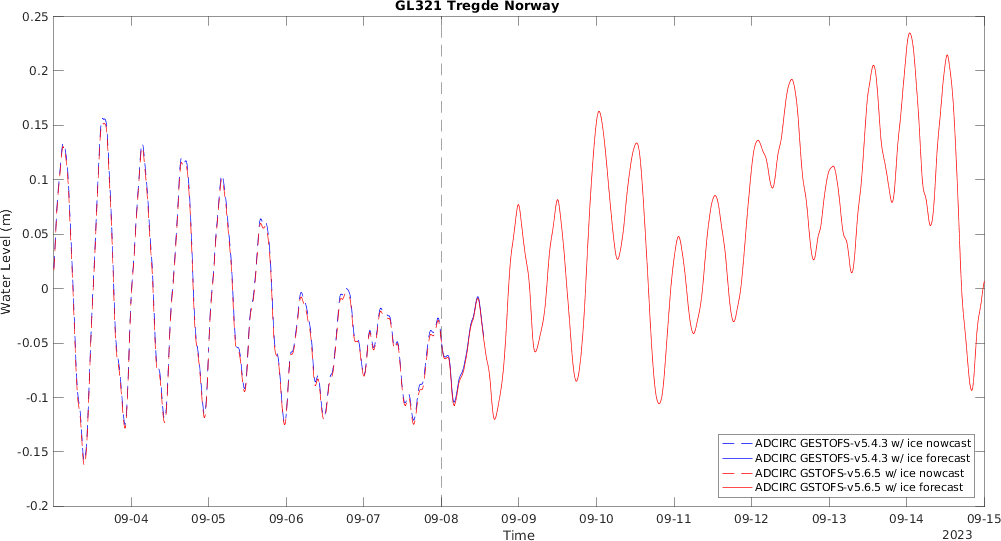 GL321 Tregde Norway
0.25
0.2
0.15
0.1
0.05
0
-0.05
-0.1
-0.15
-0.2
Water Level (m)
ADCIRC GESTOFS-v5.4.3 w/ ice nowcast
ADCIRC GESTOFS-v5.4.3 w/ ice forecast
ADCIRC GSTOFS-v5.6.5 w/ ice nowcast
ADCIRC GSTOFS-v5.6.5 w/ ice forecast
09-04 09-05 09-06 09-07 09-08 09-09 09-10 09-11 09-12 09-13 09-14 09-15
Time
2023